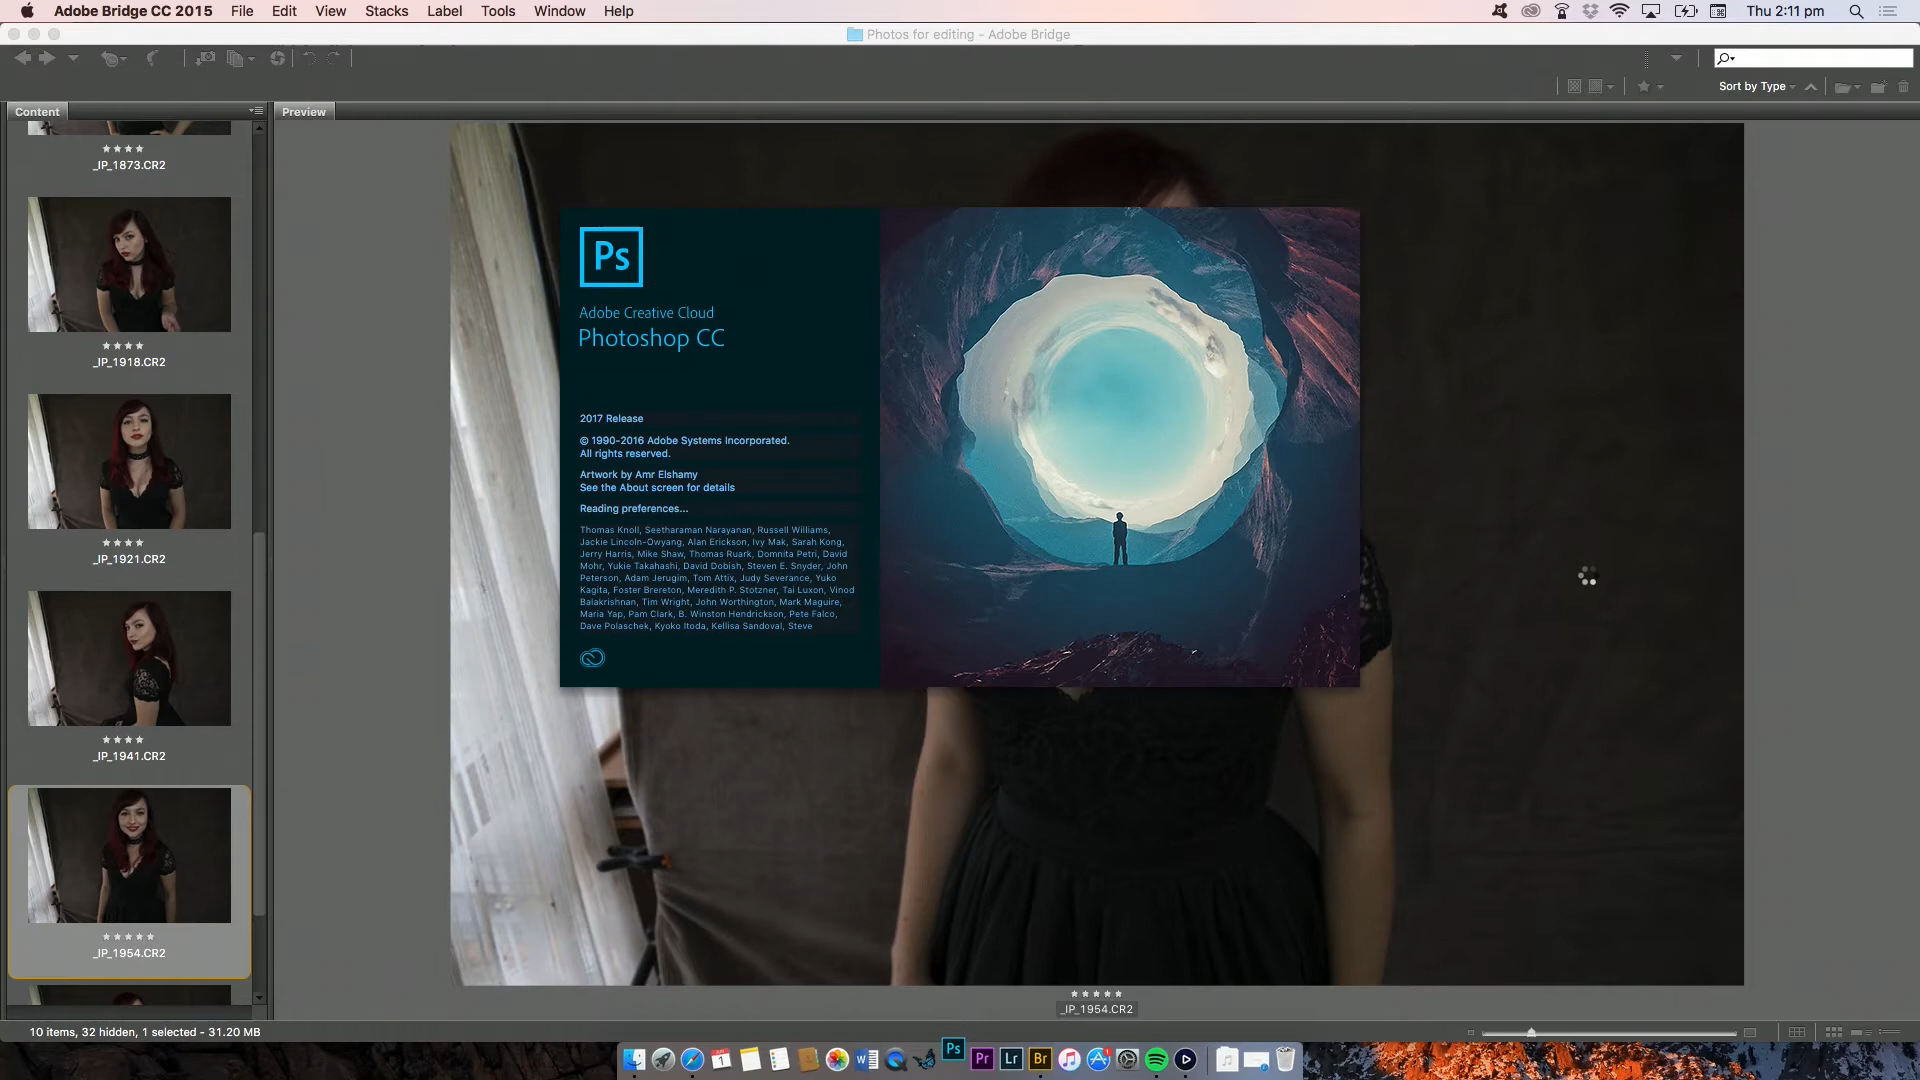 Adobe Bridge CC 2015 File Edit View Stacks Label Tools Window Help Thu 2:11 pm
Photos for editing - Adobe Bridge
Sort by Type
Content
Preview
_IP_1873.CR2
_IP_1918.CR2
_IP_1921.CR2
_IP_1941.CR2
_IP_1954.CR2
Ps
Adobe Creative Cloud
Photoshop CC
2017 Release
© 1990-2016 Adobe Systems Incorporated.
All rights reserved.
Artwork by Amr Elshamy
See the About screen for details
Reading preferences...
Thomas Knoll, Seetharaman Narayanan, Russell Williams,
Jackie Lincoln-Owyang, Alan Erickson, Ivy Mak, Sarah Kong,
Jerry Harris, Mike Shaw, Thomas Ruark, Domnita Petri, David
Mohr, Yukie Takahashi, David Dobish, Steven E. Snyder, John
Peterson, Adam Jerugim, Tom Attix, Judy Severance, Yuko
Kagita, Foster Brereton, Meredith P. Stotzner, Tai Luxon, Vinod
Balakrishnan, Tim Wright, John Worthington, Mark Maguire,
Maria Yap, Pam Clark, B. Winston Hendrickson, Pete Falco,
Dave Polaschek, Kyoko Itoda, Kellisa Sandoval, Steve
_IP_1954.CR2
10 items, 32 hidden, 1 selected - 31.20 MB
1 W Ps Pr Lr Br